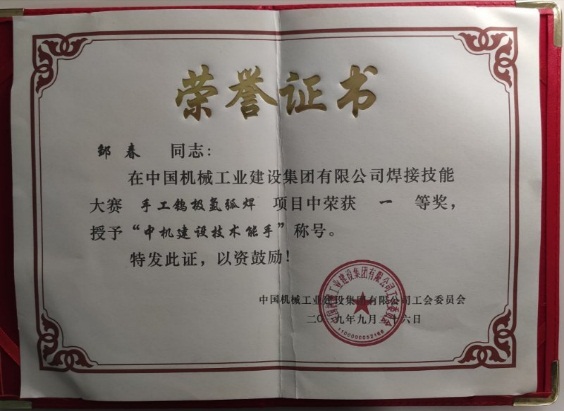 荣誉证书
邹春 同志：
在中国机械工业建设集团有限公司焊接技能
大赛 手工钨极氩弧焊 项目中荣获 一 等奖，
授予“中机建设技术能手”称号。
特发此证，以资鼓励！
中国机械工业建设集团有限公司工会委员会
二〇一九年九月二十六日